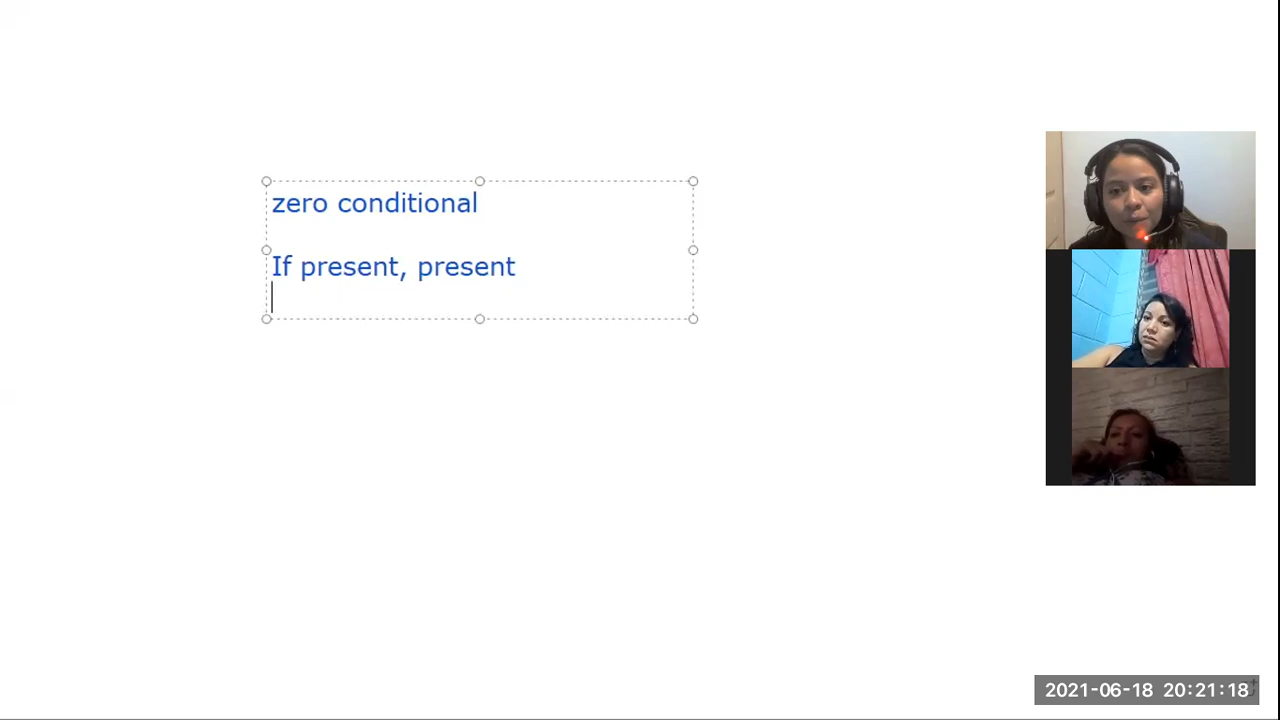 zero conditional
If present, present
2021-06-18 20:21:18